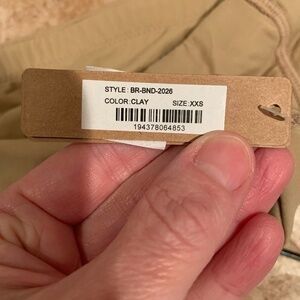 STYLE: BR-BND-2026
COLOR:CLAY SIZE:XXS
194378064853